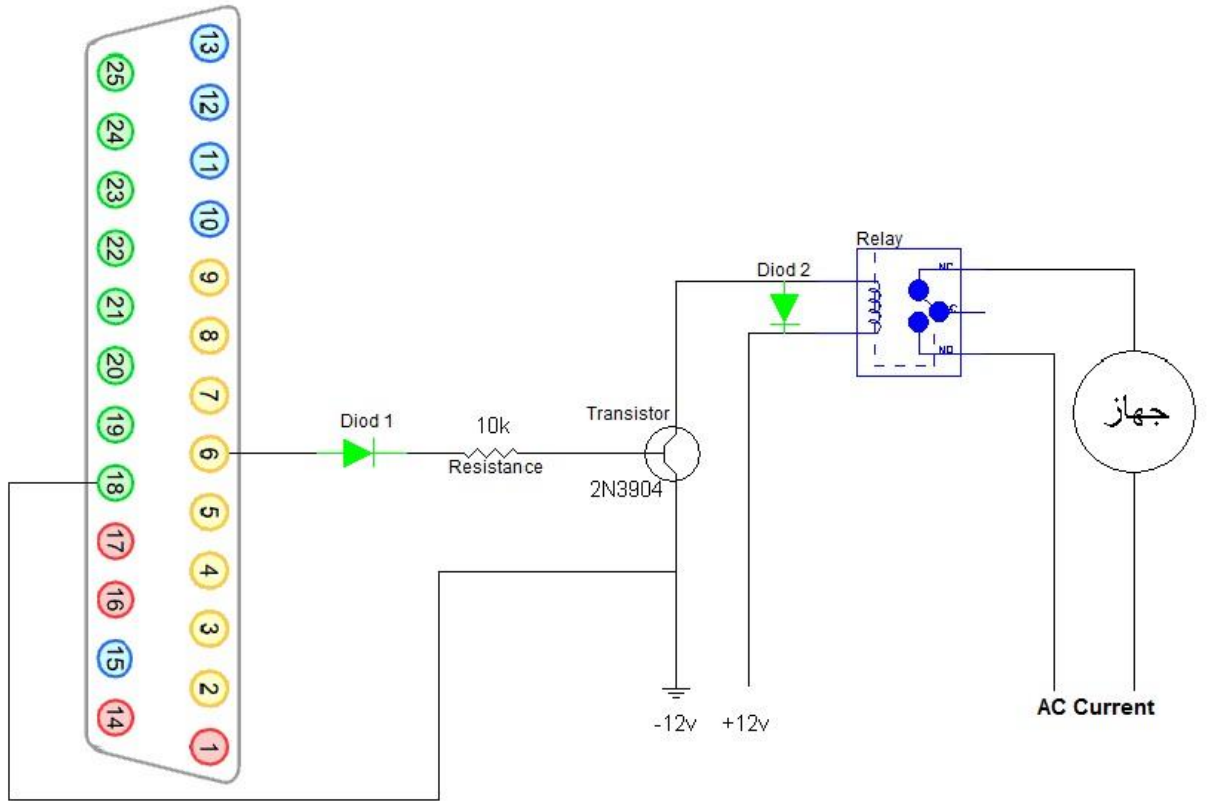 13
25
12
24
11
23
10
22
9
21
8
20
7
19
6
18
5
17
4
16
3
15
2
14
1
Diod 1
10k
Resistance
Transistor
2N3904
Diod 2
Relay
NC
C
NO
جهاز
-12v +12v
AC Current